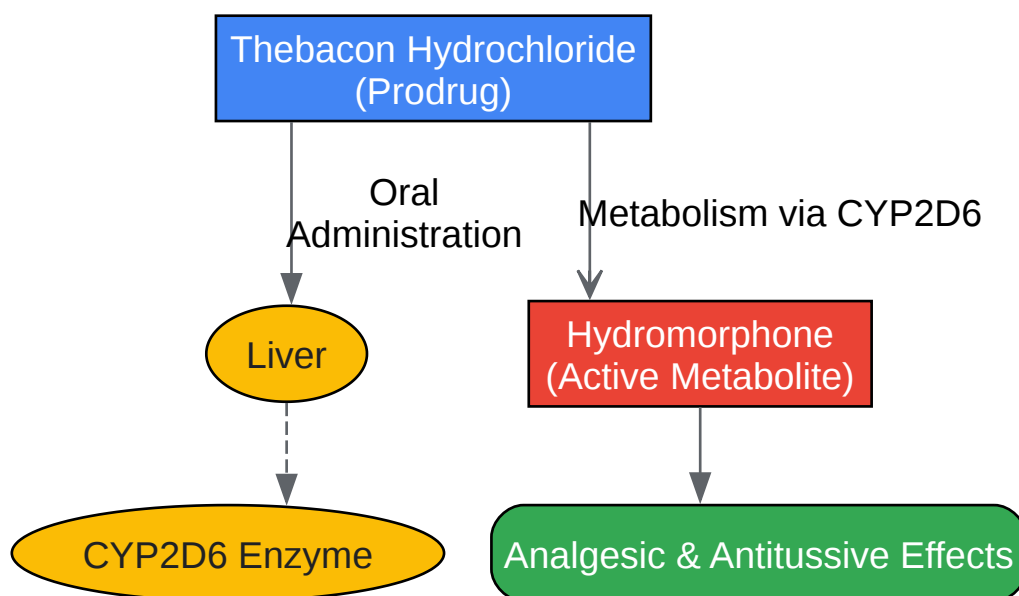 Thebacon Hydrochloride
(Prodrug)
Oral
Administration
Metabolism via CYP2D6
Liver
Hydromorphone
(Active Metabolite)
CYP2D6 Enzyme
Analgesic & Antitussive Effects